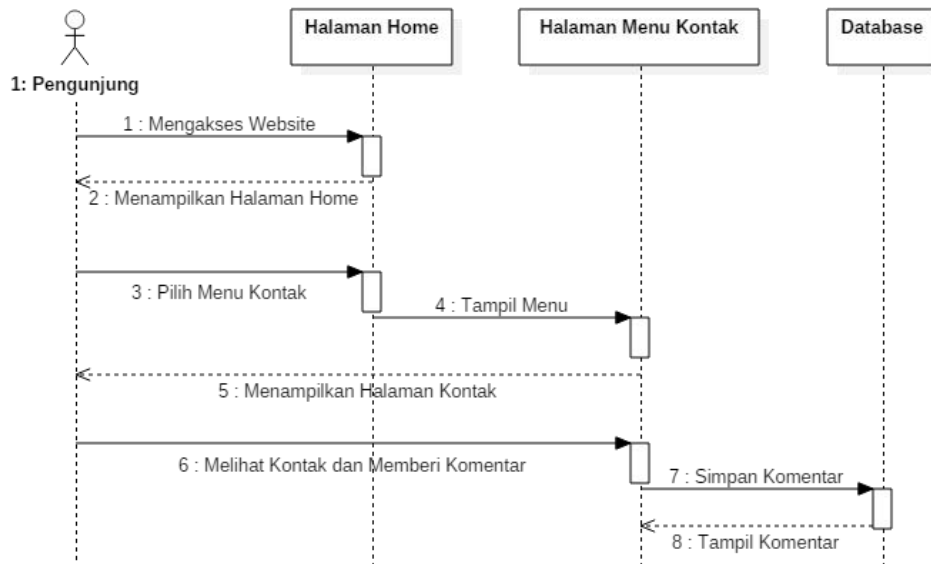 Halaman Home
Halaman Menu Kontak
Database
1: Pengunjung
1 : Mengakses Website
2 : Menampilkan Halaman Home
3 : Pilih Menu Kontak
4 : Tampil Menu
5 : Menampilkan Halaman Kontak
6 : Melihat Kontak dan Memberi Komentar
7 : Simpan Komentar
8 : Tampil Komentar